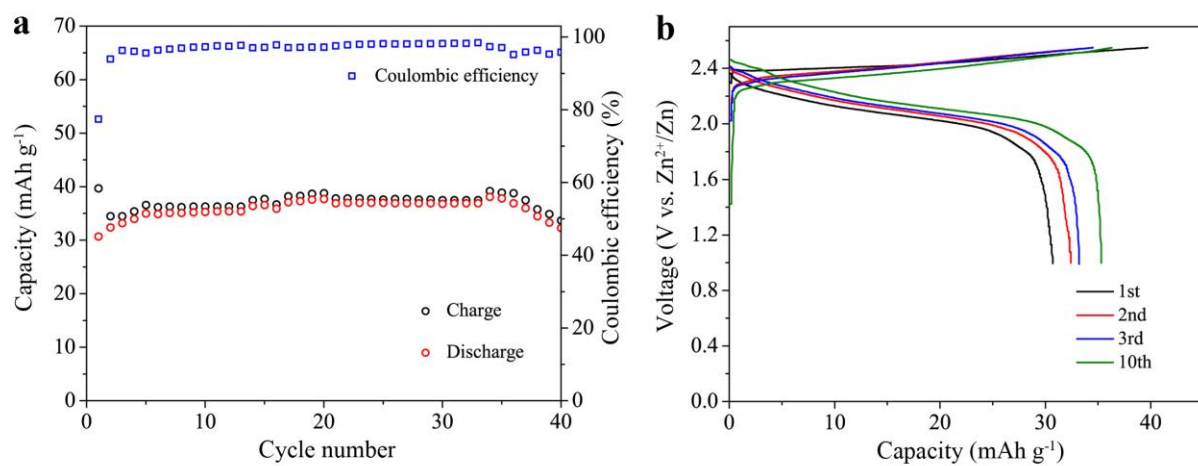 a
70
60
50
40
30
20
10
0
Capacity (mAh g⁻¹)
0
10
20
30
40
Cycle number
100
80
60
40
20
0
Coulombic efficiency (%)
Coulombic efficiency
Charge
Discharge
b
2.4
2.0
1.6
1.2
0.8
0.4
0.0
Voltage (V vs. Zn²⁺/Zn)
0
10
20
30
40
Capacity (mAh g⁻¹)
1st
2nd
3rd
10th